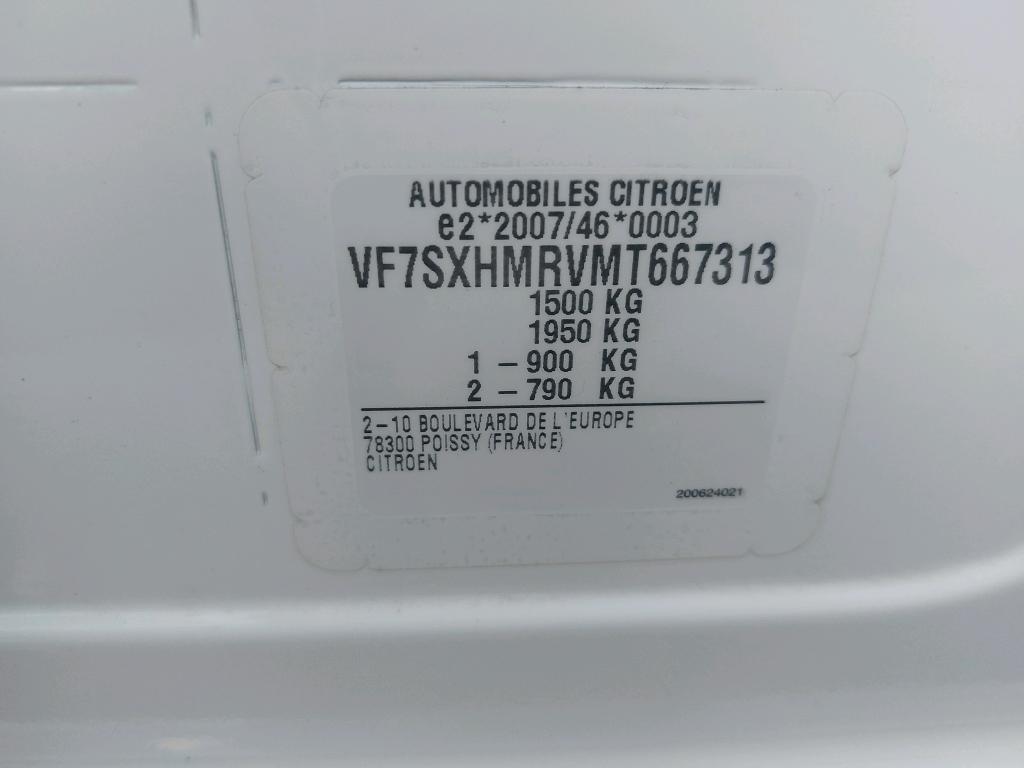 AUTOMOBILES CITROEN
e2*2007/46*0003
VF7SXHMRVMT667313
1500 KG
1950 KG
1 – 900 KG
2 – 790 KG
2–10 BOULEVARD DE L'EUROPE
78300 POISSY (FRANCE)
CITROEN
200624021